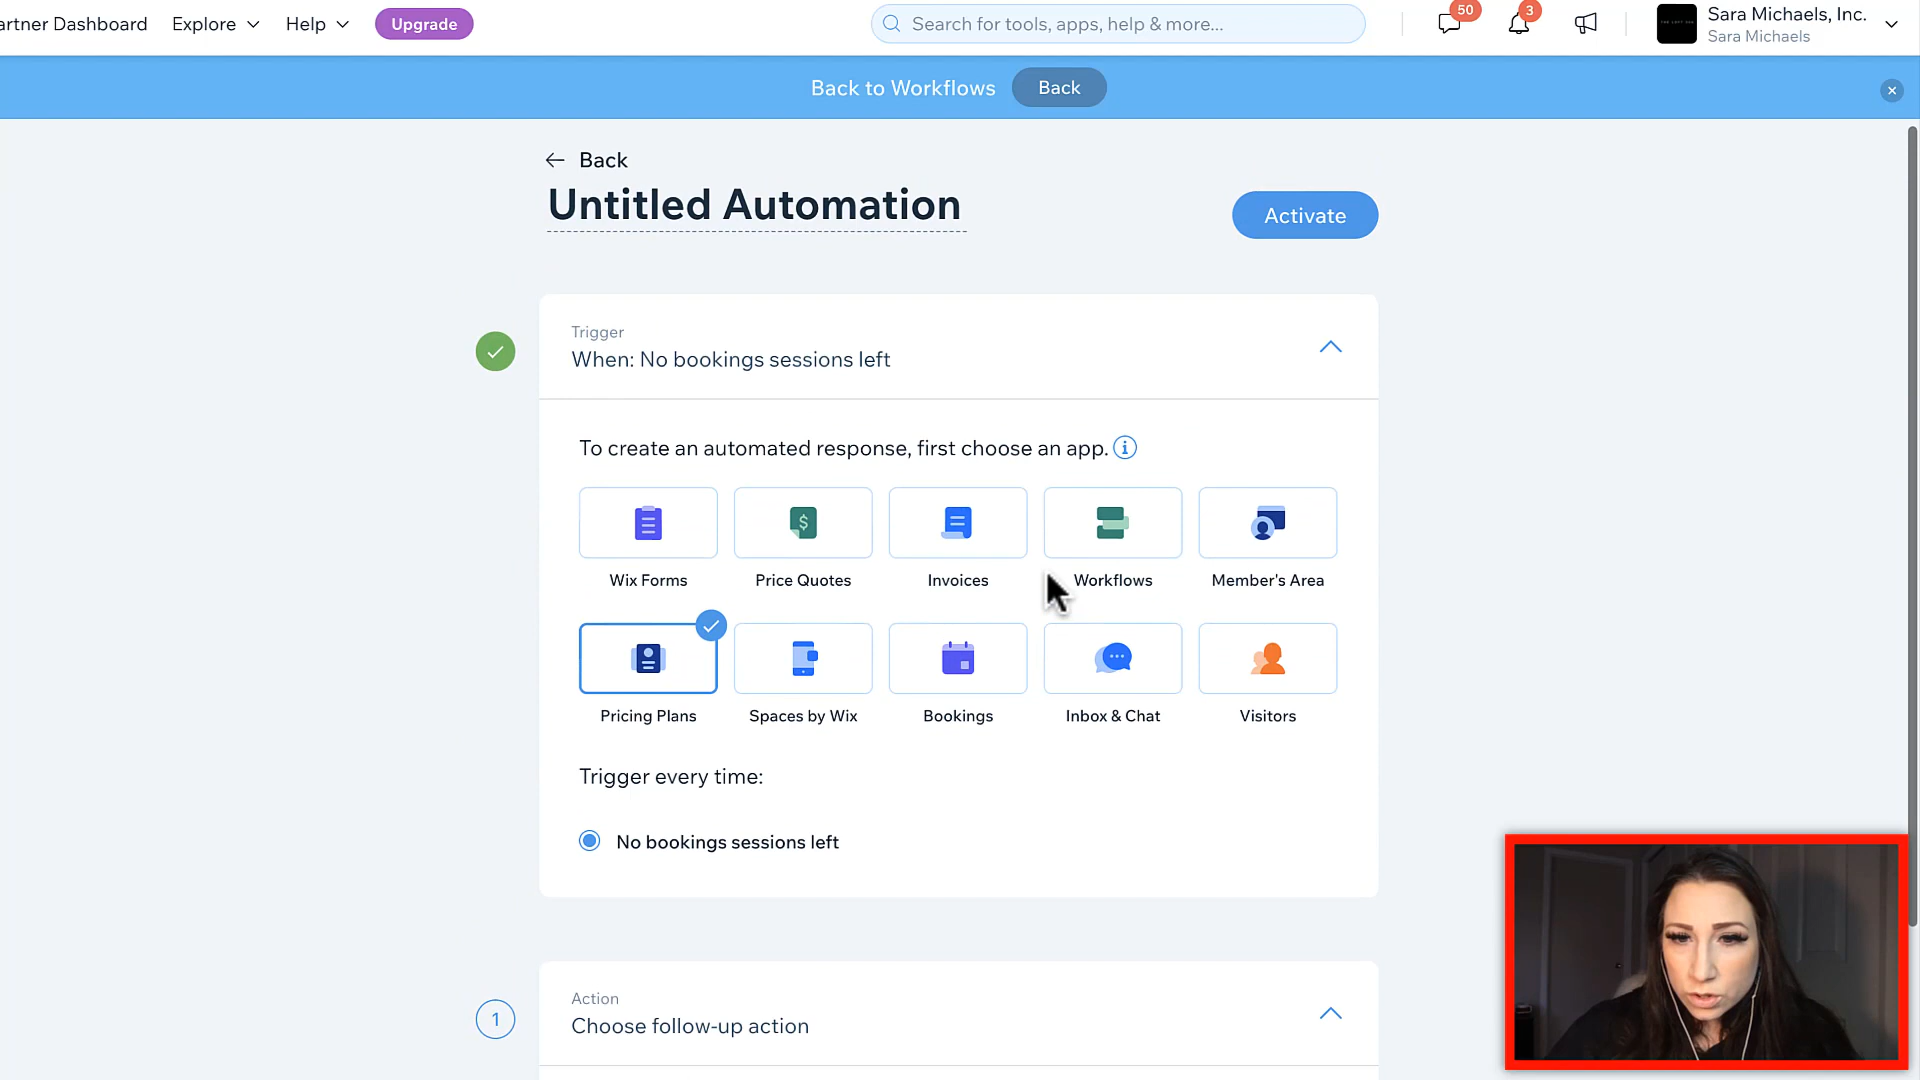 artner Dashboard Explore Help Upgrade Search for tools, apps, help & more... 50 3 Sara Michaels, Inc.
Sara Michaels
Back to Workflows Back
Back
Untitled Automation
Activate
Trigger
When: No bookings sessions left
To create an automated response, first choose an app.
Wix Forms Price Quotes Invoices Workflows Member's Area
Pricing Plans Spaces by Wix Bookings Inbox & Chat Visitors
Trigger every time:
No bookings sessions left
Action
1 Choose follow-up action